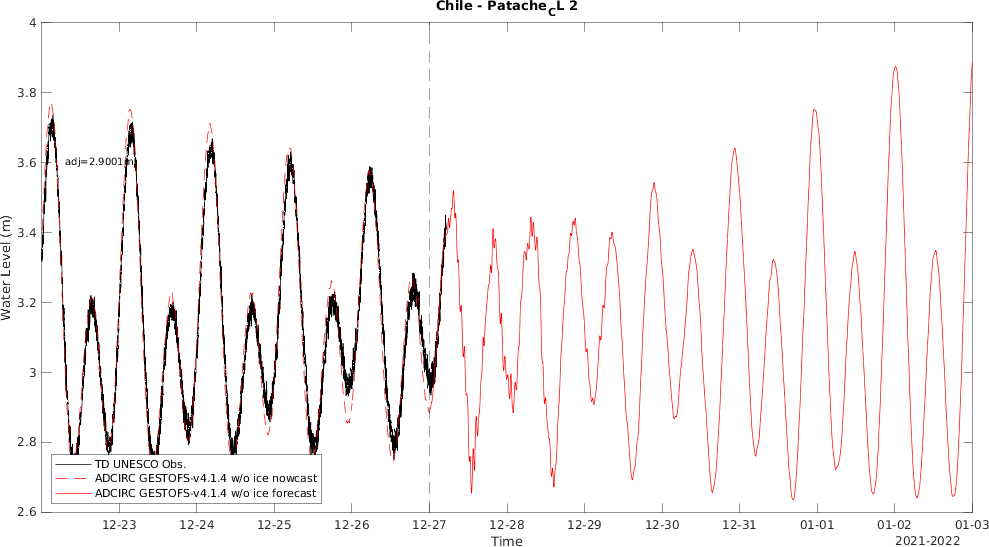 Chile - Patache_CL 2
4
3.8
3.6
3.4
3.2
3
2.8
2.6
Water Level (m)
adj=2.9001 m
TD UNESCO Obs.
ADCIRC GESTOFS-v4.1.4 w/o ice nowcast
ADCIRC GESTOFS-v4.1.4 w/o ice forecast
12-23 12-24 12-25 12-26 12-27 12-28 12-29 12-30 12-31 01-01 01-02 01-03
Time
2021-2022